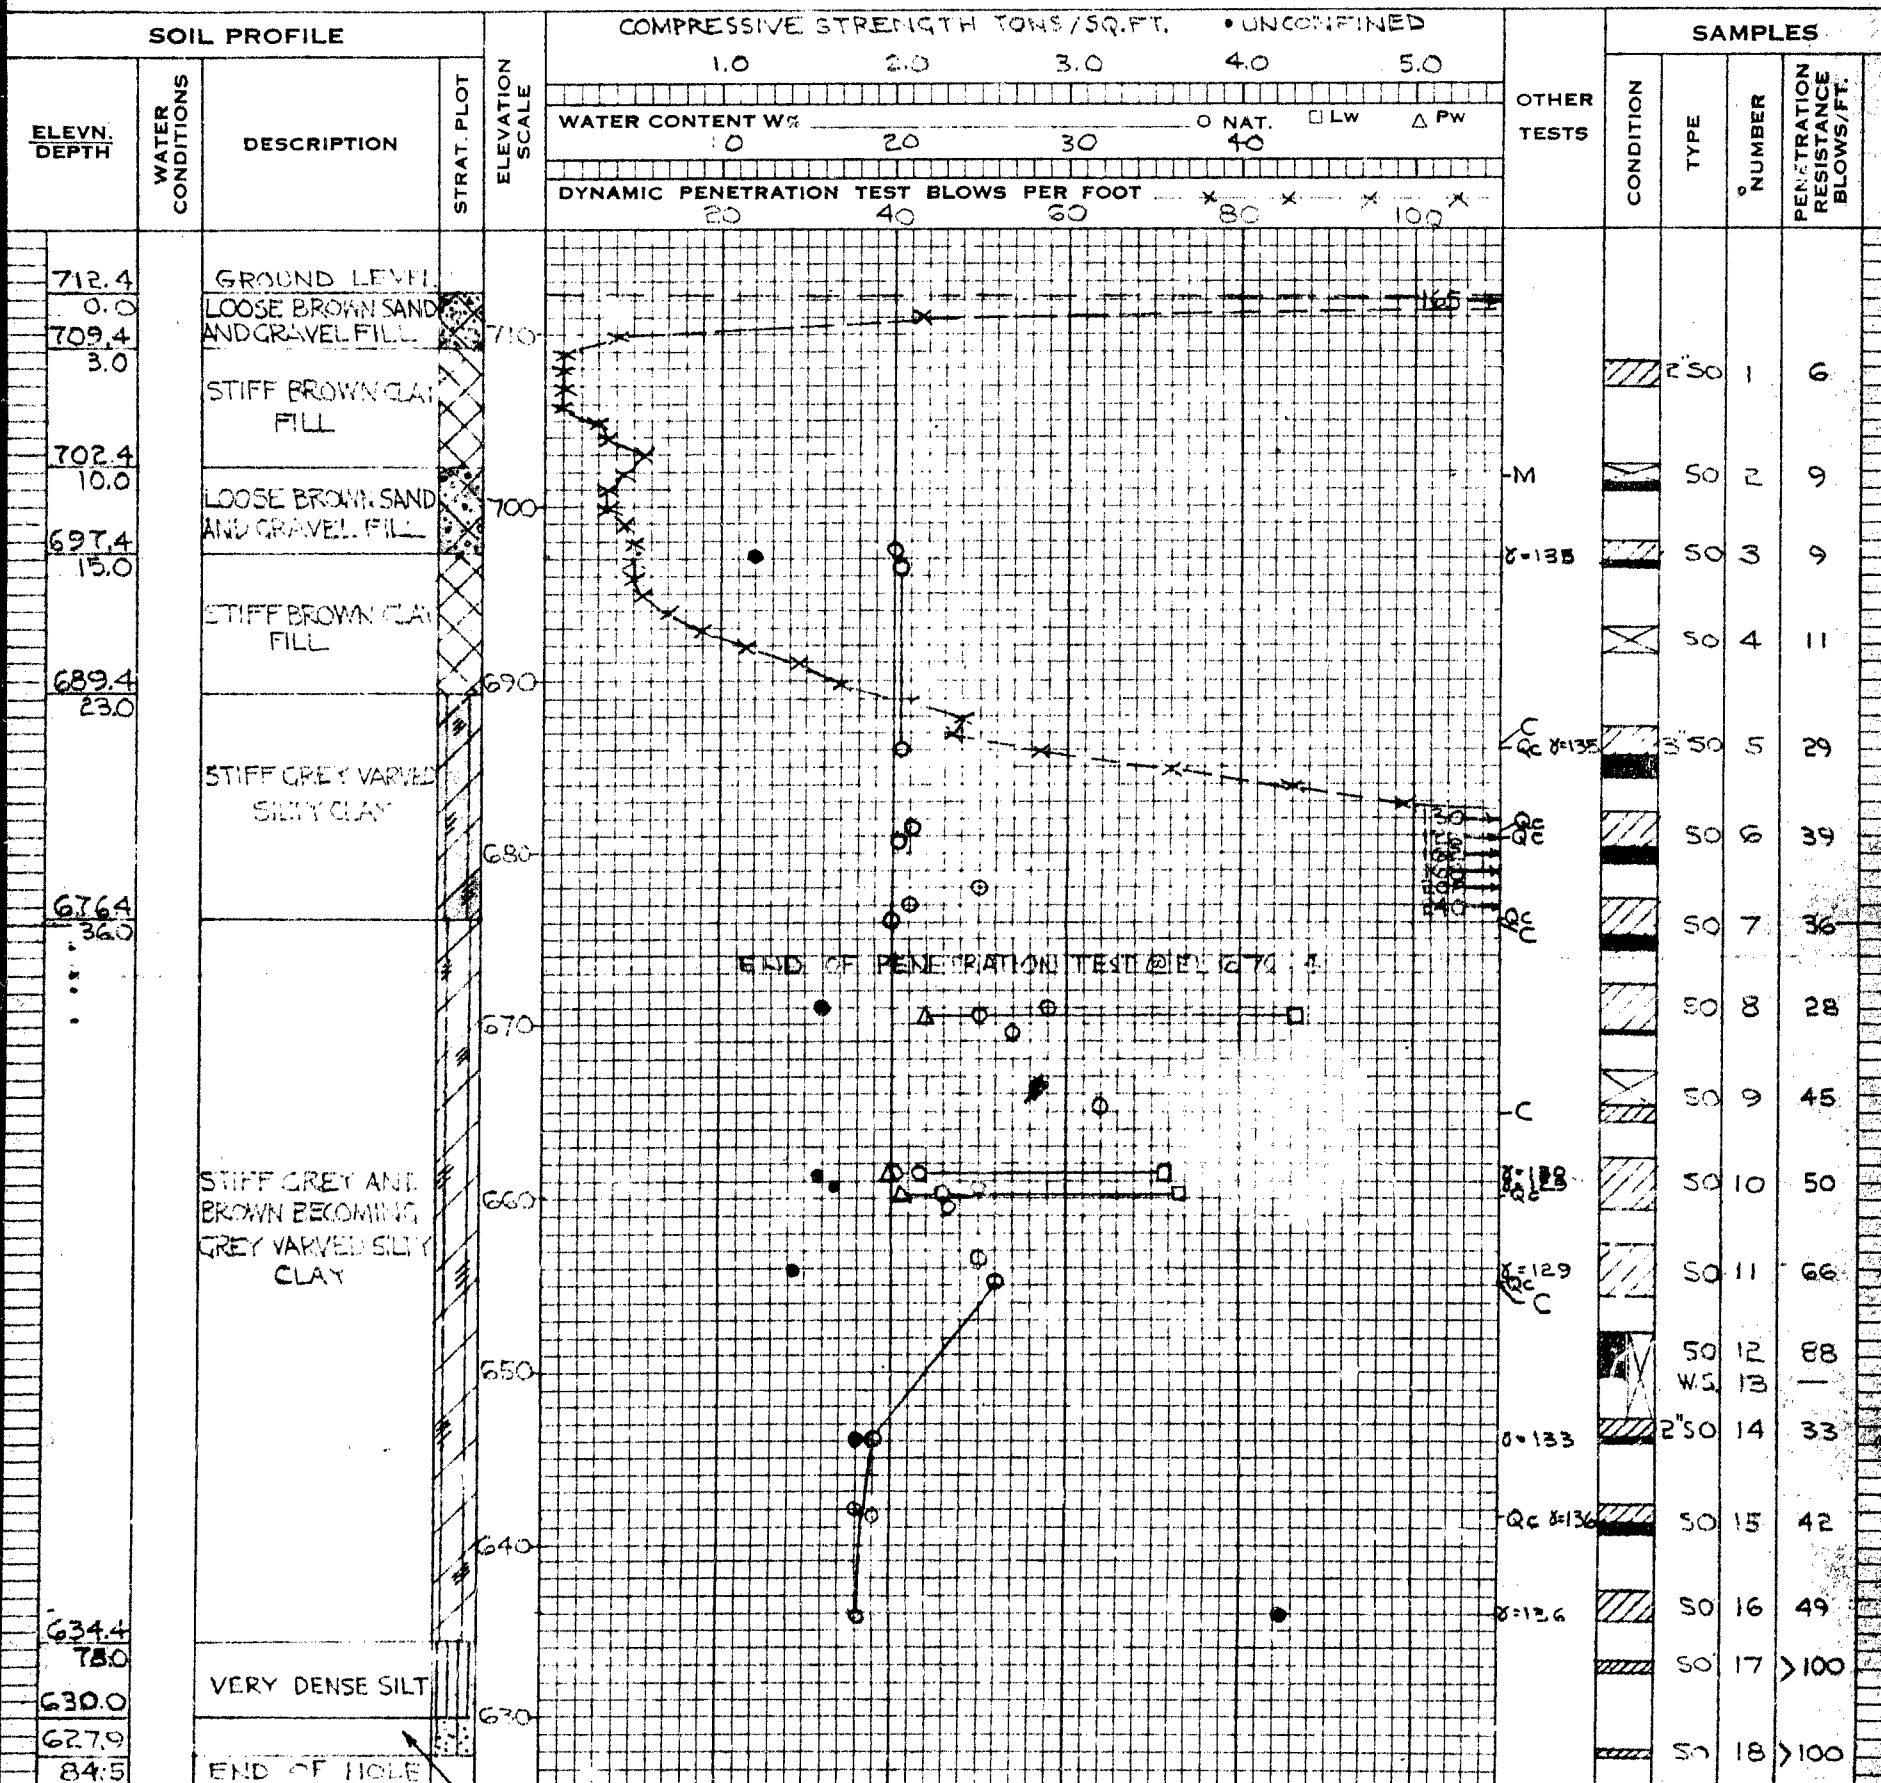 SOIL PROFILE
COMPRESSIVE STRENGTH TONS/SQ.FT. • UNCONFINED
SAMPLES
ELEVN.
DEPTH
WATER
CONDITIONS
DESCRIPTION
STRAT. PLOT
ELEVATION
SCALE
1.0 2.0 3.0 4.0 5.0
WATER CONTENT W% ○ NAT. □ LW △ PW
10 20 30 40
DYNAMIC PENETRATION TEST BLOWS PER FOOT
20 40 60 80 100
OTHER
TESTS
CONDITION
TYPE
NUMBER
PENETRATION
RESISTANCE
BLOWS/FT.
712.4
0.0
GROUND LEVEL
LOOSE BROWN SAND
AND GRAVEL FILL
165
709.4
3.0
710
STIFF BROWN CLAY
FILL
2"SO 1 6
702.4
10.0
M
SO 2 9
LOOSE BROWN SAND
AND GRAVEL FILL
700
697.4
15.0
γ=135
SO 3 9
STIFF BROWN CLAY
FILL
SO 4 11
689.4
23.0
690
STIFF GREY VARVED
SILTY CLAY
C
Qc γ=135
3"SO 5 29
Qc
Qc
SO 6 39
680
676.4
36.0
Qc
C
SO 7 36
END OF PENETRATION TEST @ EL
SO 8 28
670
C
SO 9 45
STIFF GREY AND
BROWN BECOMING
GREY VARVED SILTY
CLAY
Qc
SO 10 50
660
γ=129
Qc
C
SO 11 66
SO 12 88
W.S. 13 —
650
γ=133
2"SO 14 33
Qc γ=136
SO 15 42
640
SO 16 49
634.4
78.0
VERY DENSE SILT
SO 17 >100
630.0
630
627.9
84.5
END OF HOLE
SO 18 >100